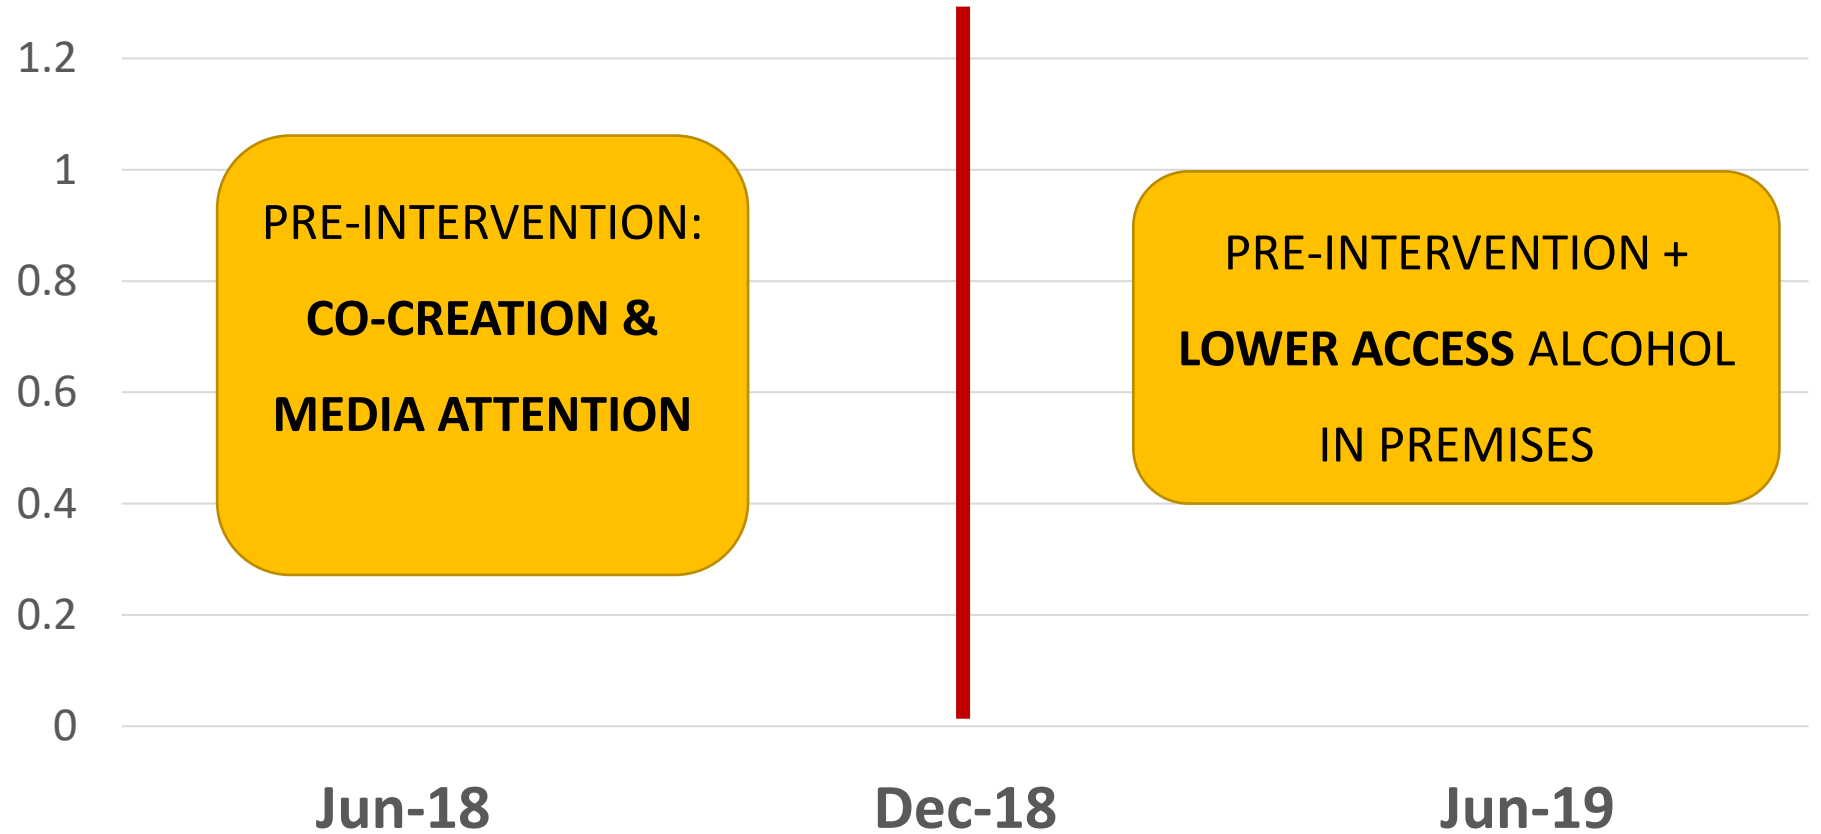 1.2
1
0.8
0.6
0.4
0.2
0
PRE-INTERVENTION:
CO-CREATION &
MEDIA ATTENTION
PRE-INTERVENTION +
LOWER ACCESS ALCOHOL
IN PREMISES
Jun-18
Dec-18
Jun-19